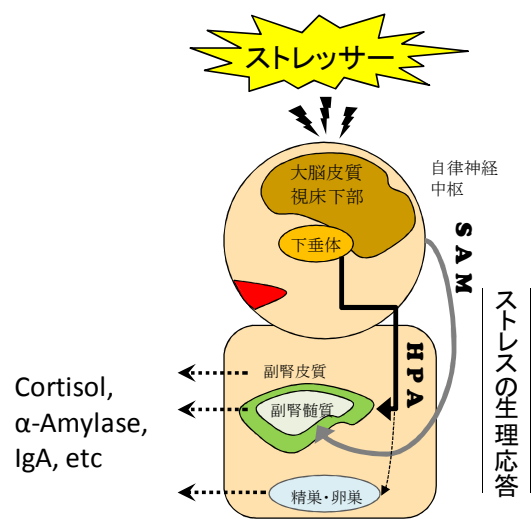 ストレッサー
大脳皮質
視床下部
下垂体
自律神経
中枢
SAM
HPA
ストレスの生理応答
副腎皮質
副腎髄質
Cortisol,
α-Amylase,
IgA, etc
精巣・卵巣